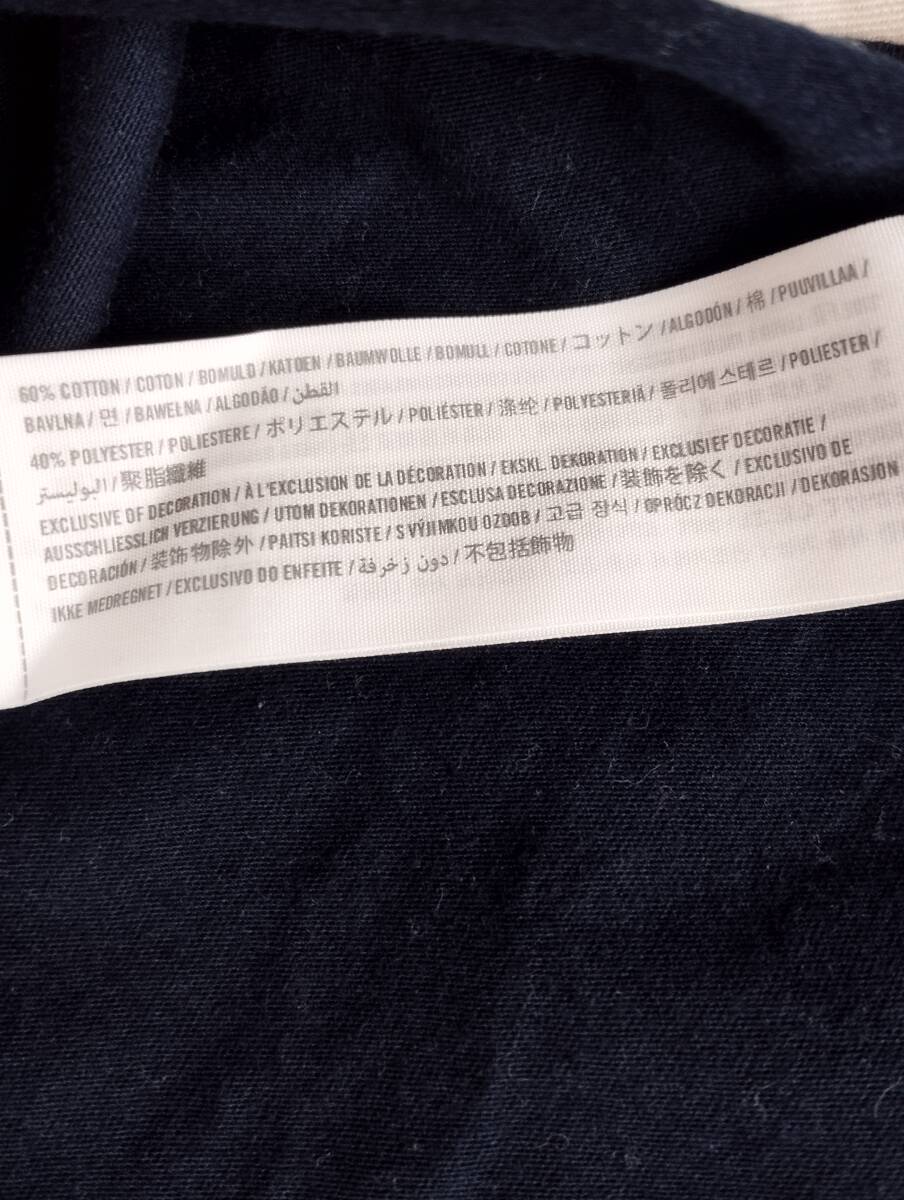 60% COTTON / COTON / BOMULD / KATOEN / BAUMWOLLE / BOMULL / COTONE / コットン / ALGODÓN / 棉 / PUUVILLAA /
BAVLNA / 면 / BAWEŁNA / ALGODÃO / القطن
40% POLYESTER / POLIESTERE / ポリエステル / POLIÉSTER / 涤纶 / POLYESTERIÄ / 폴리에스테르 / POLIESTER /
البوليستر / 聚脂纖維
EXCLUSIVE OF DECORATION / À L'EXCLUSION DE LA DÉCORATION / EKSKL. DEKORATION / EXCLUSIEF DECORATIE /
AUSSCHLIESSLICH VERZIERUNG / UTOM DEKORATIONEN / ESCLUSA DECORAZIONE / 装飾を除く / EXCLUSIVO DE
DECORACIÓN / 装饰物除外 / PAITSI KORISTE / S VÝJIMKOU OZDOB / 고급 장식 / OPRÓCZ DEKORACJI / DEKORASJON
IKKE MEDREGNET / EXCLUSIVO DO ENFEITE / دون زخرفة / 不包括飾物